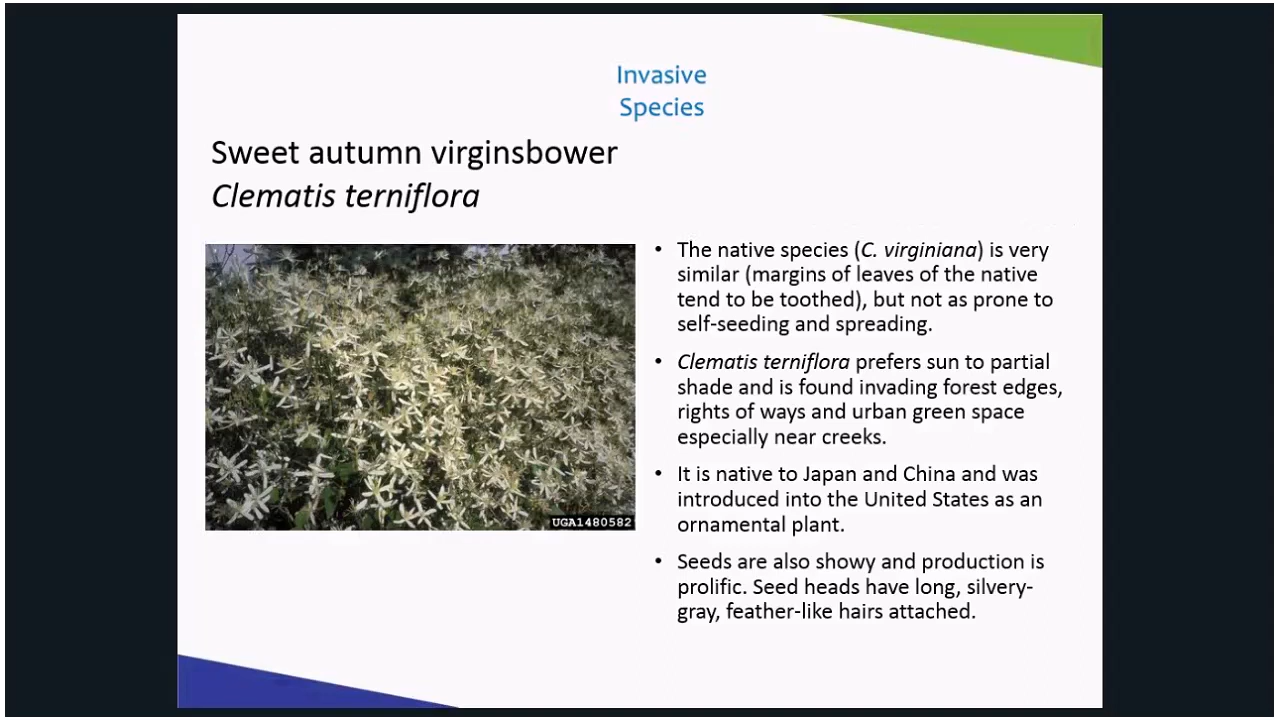 Invasive
Species
Sweet autumn virginsbower
Clematis terniflora
• The native species (C. virginiana) is very
similar (margins of leaves of the native
tend to be toothed), but not as prone to
self-seeding and spreading.
• Clematis terniflora prefers sun to partial
shade and is found invading forest edges,
rights of ways and urban green space
especially near creeks.
• It is native to Japan and China and was
introduced into the United States as an
ornamental plant.
• Seeds are also showy and production is
prolific. Seed heads have long, silvery-
gray, feather-like hairs attached.
UGA1480582